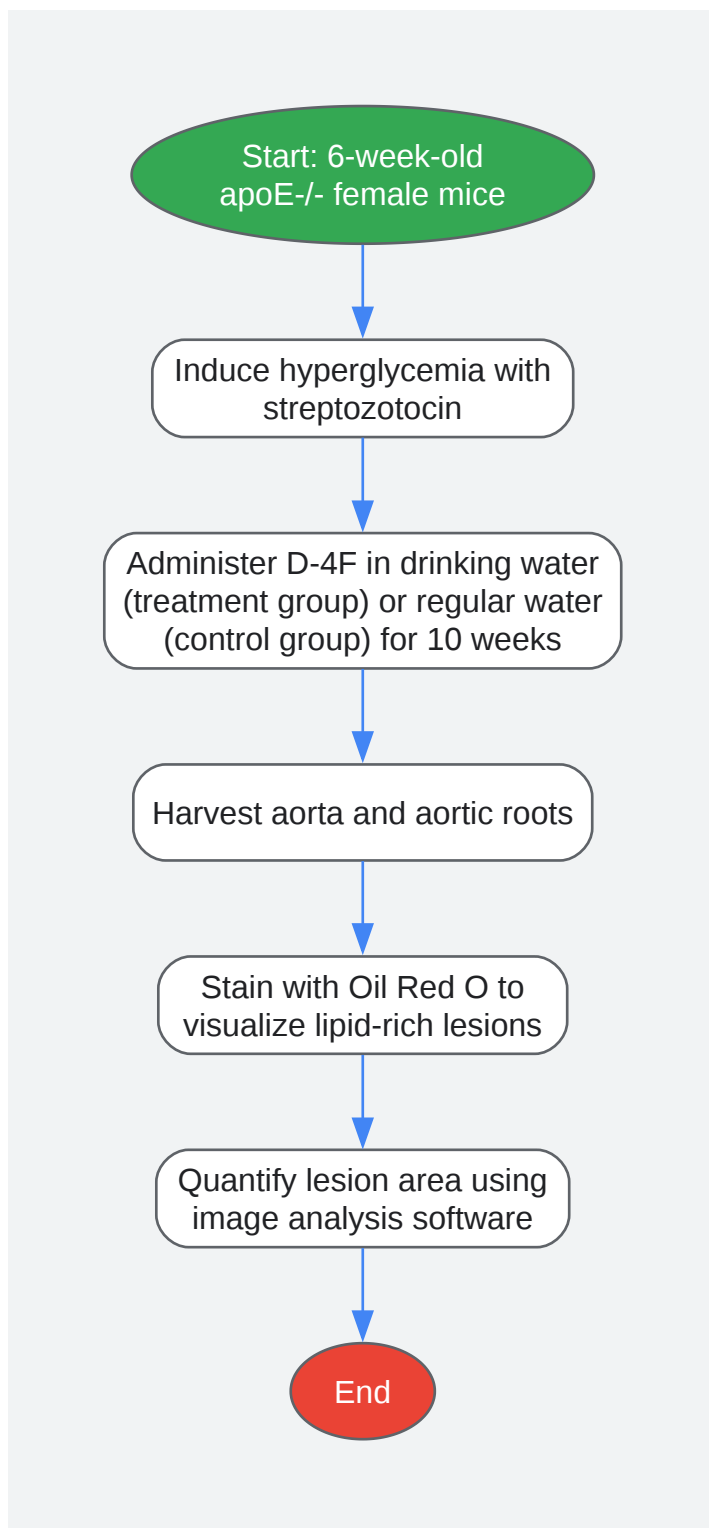 Start: 6-week-old
apoE-/- female mice
Induce hyperglycemia with
streptozotocin
Administer D-4F in drinking water
(treatment group) or regular water
(control group) for 10 weeks
Harvest aorta and aortic roots
Stain with Oil Red O to
visualize lipid-rich lesions
Quantify lesion area using
image analysis software
End